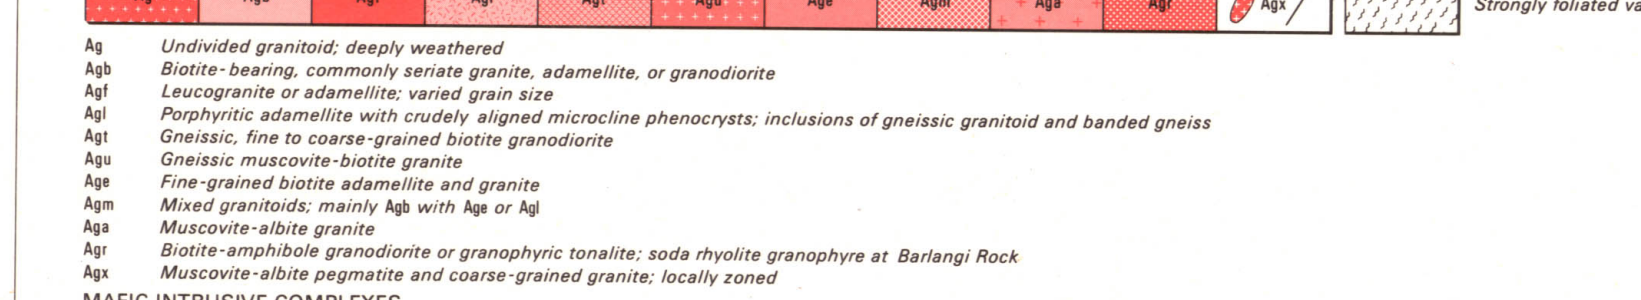 Agx
Strongly foliated
Ag Undivided granitoid; deeply weathered
Agb Biotite-bearing, commonly seriate granite, adamellite, or granodiorite
Agf Leucogranite or adamellite; varied grain size
Agl Porphyritic adamellite with crudely aligned microcline phenocrysts; inclusions of gneissic granitoid and banded gneiss
Agt Gneissic, fine to coarse-grained biotite granodiorite
Agu Gneissic muscovite-biotite granite
Age Fine-grained biotite adamellite and granite
Agm Mixed granitoids; mainly Agb with Age or Agl
Aga Muscovite-albite granite
Agr Biotite-amphibole granodiorite or granophyric tonalite; soda rhyolite granophyre at Barlangi Rock
Agx Muscovite-albite pegmatite and coarse-grained granite; locally zoned
MAFIC INTRUSIVE COMPLEXES